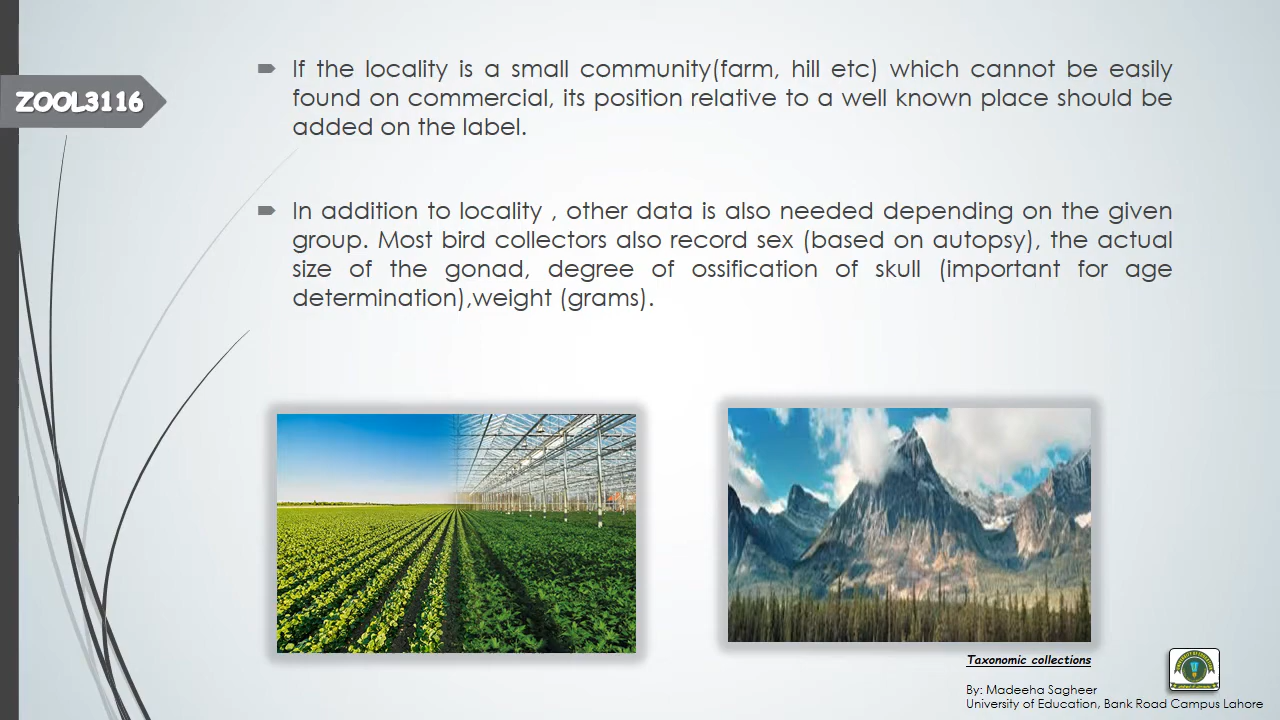 ZOOL3116
If the locality is a small community(farm, hill etc) which cannot be easily
found on commercial, its position relative to a well known place should be
added on the label.
In addition to locality , other data is also needed depending on the given
group. Most bird collectors also record sex (based on autopsy), the actual
size of the gonad, degree of ossification of skull (important for age
determination),weight (grams).
Taxonomic collections
By: Madeeha Sagheer
University of Education, Bank Road Campus Lahore